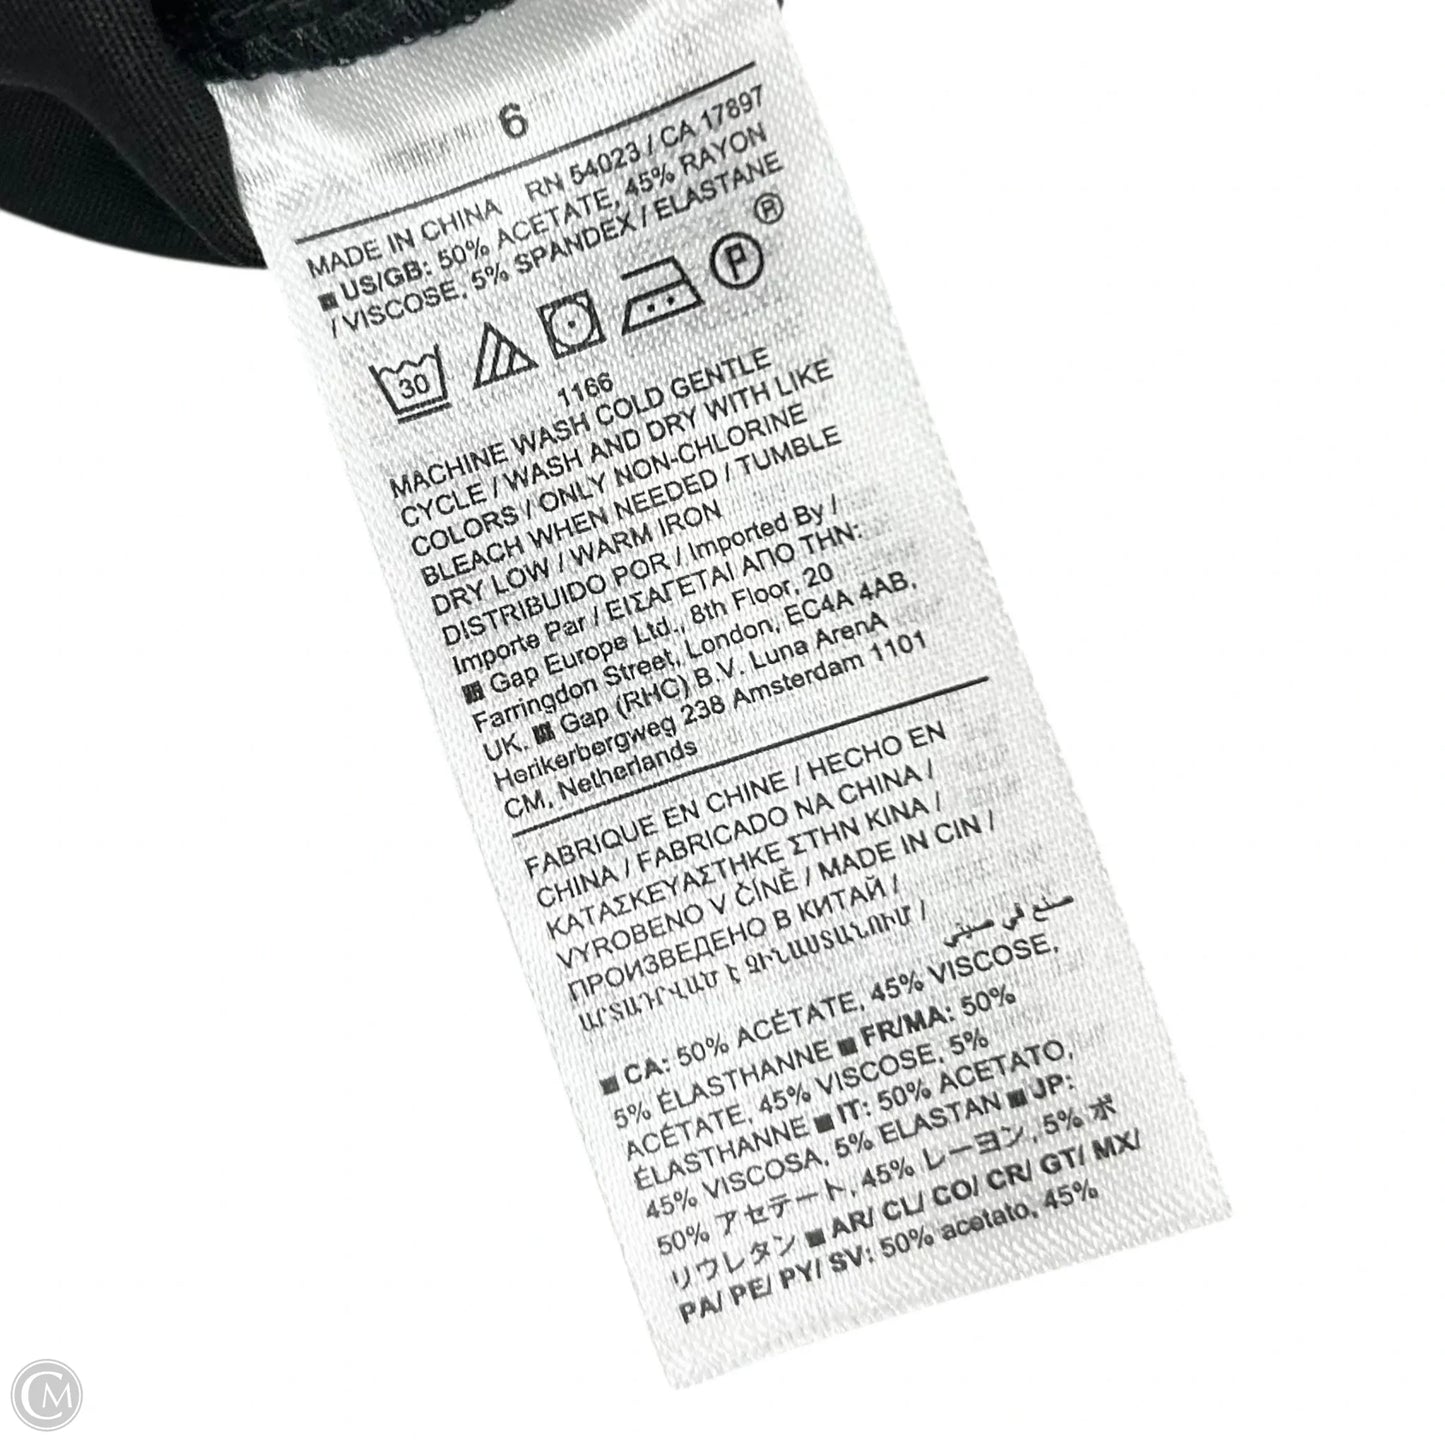 6
MADE IN CHINA RN 54023 / CA 17897
■ US/GB: 50% ACETATE, 45% RAYON
/ VISCOSE, 5% SPANDEX / ELASTANE
30
P
®
1166
MACHINE WASH COLD GENTLE
CYCLE / WASH AND DRY WITH LIKE
COLORS / ONLY NON-CHLORINE
BLEACH WHEN NEEDED / TUMBLE
DRY LOW / WARM IRON
DISTRIBUIDO POR / Imported By /
Importe Par / ΕΙΣΑΓΕΤΑΙ ΑΠΟ ΤΗΝ:
Gap Europe Ltd., 8th Floor, 20
Farringdon Street, London, EC4A 4AB,
UK. Gap (RHC) B.V. Luna ArenA
Herikerbergweg 238 Amsterdam 1101
CM, Netherlands
FABRIQUE EN CHINE / HECHO EN
CHINA / FABRICADO NA CHINA /
ΚΑΤΑΣΚΕΥΑΣΤΗΚΕ ΣΤΗΝ ΚΙΝΑ /
VYROBENO V ČÍNĚ / MADE IN CIN /
ПРОИЗВЕДЕНО В КИТАЙ /
ԱՐՏԱԴՐՎԱԾ Է ՉԻՆԱՍՏԱՆՈՒՄ / صنع في صيني
■ CA: 50% ACÉTATE, 45% VISCOSE,
5% ÉLASTHANNE ■ FR/MA: 50%
ACÉTATE, 45% VISCOSE, 5%
ÉLASTHANNE ■ IT: 50% ACETATO,
45% VISCOSA, 5% ELASTAN ■ JP:
50% アセテート, 45% レーヨン, 5% ポ
リウレタン ■ AR/ CL/ CO/ CR/ GT/ MX/
PA/ PE/ PY/ SV: 50% acetato, 45%
CM